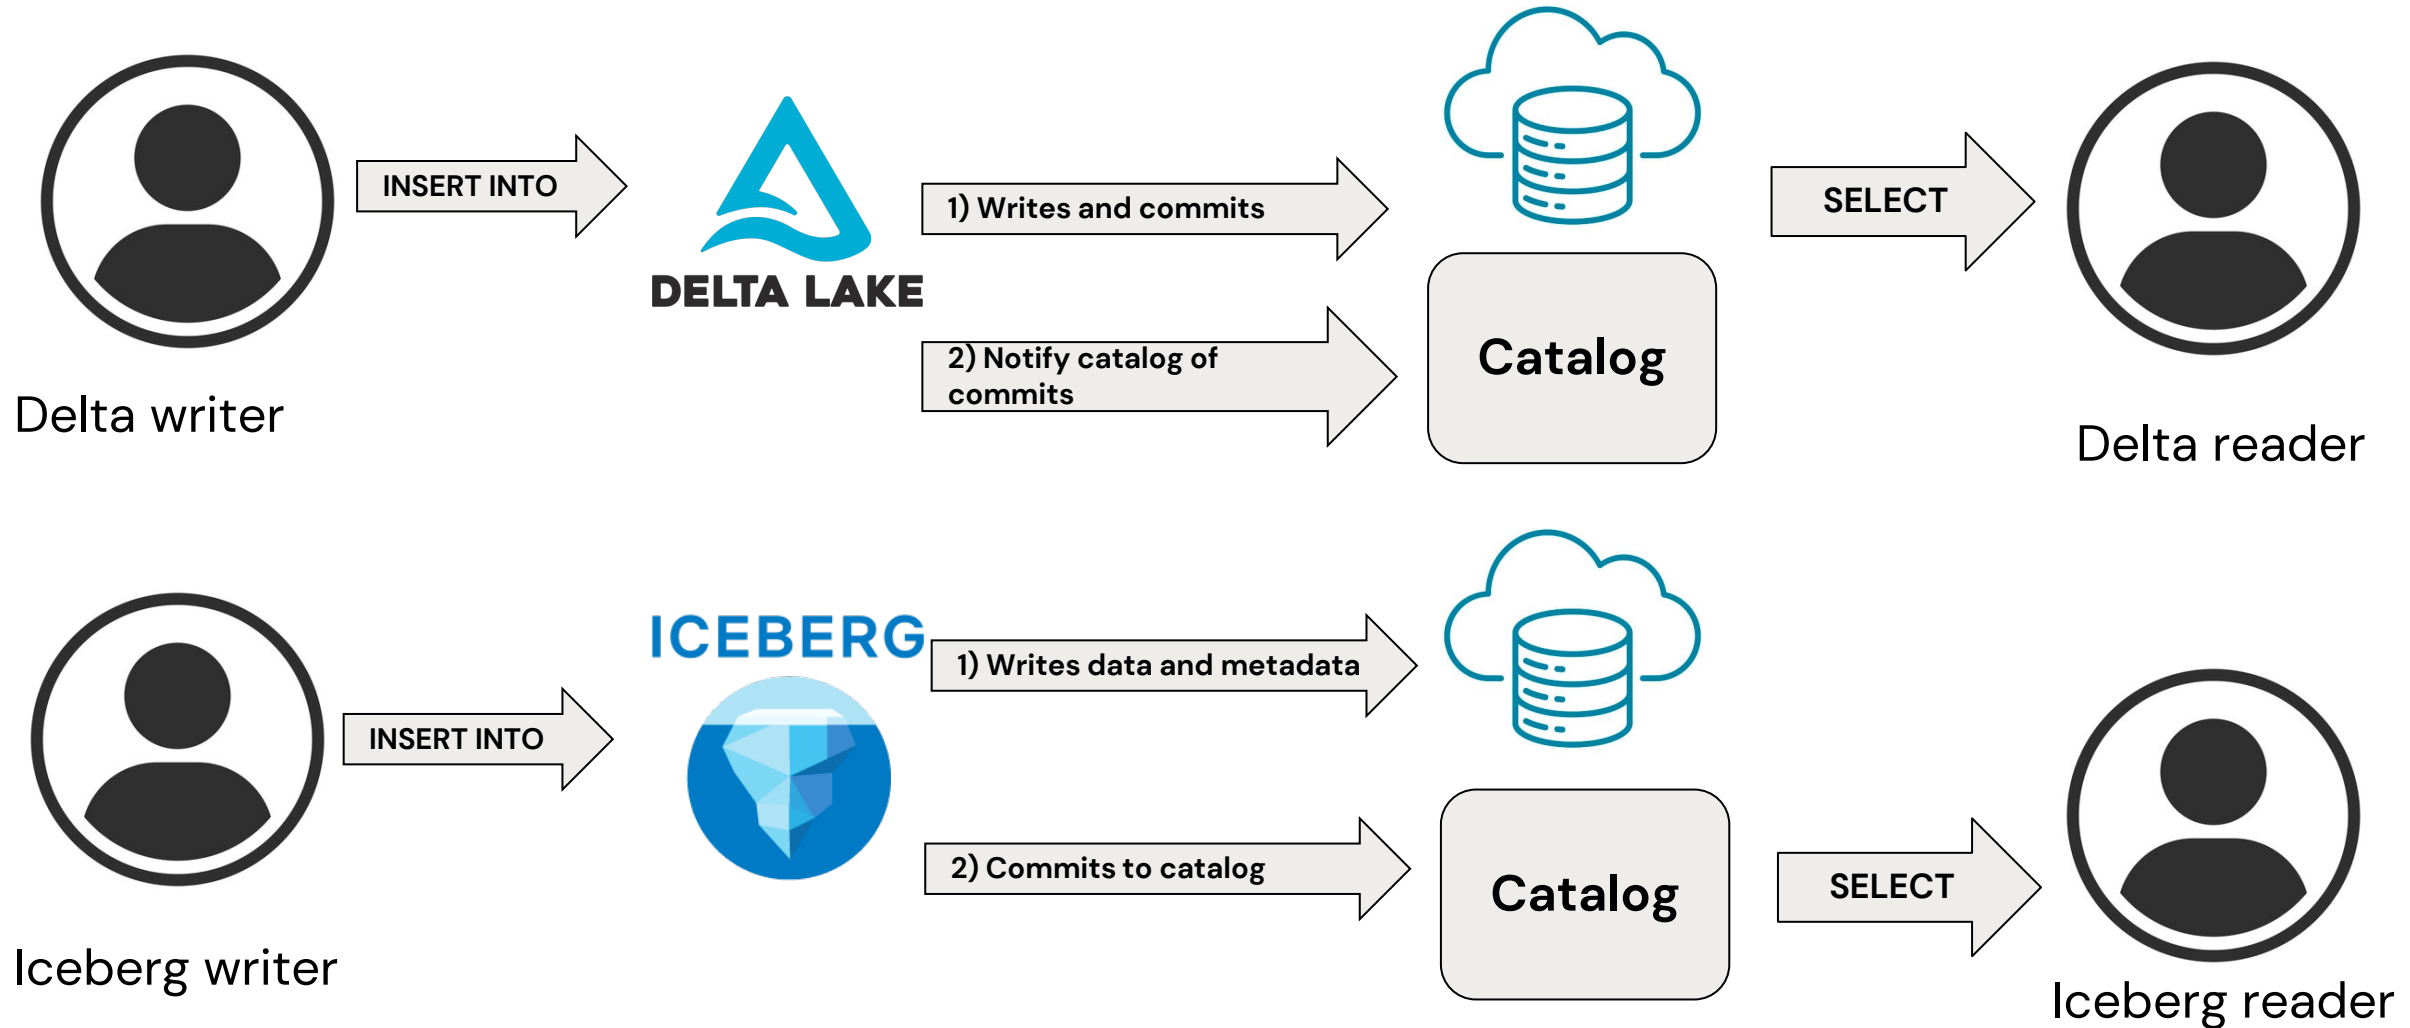 INSERT INTO
DELTA LAKE
1) Writes and commits
2) Notify catalog of
commits
Catalog
SELECT
Delta writer
Delta reader
INSERT INTO
ICEBERG
1) Writes data and metadata
2) Commits to catalog
Catalog
SELECT
Iceberg writer
Iceberg reader